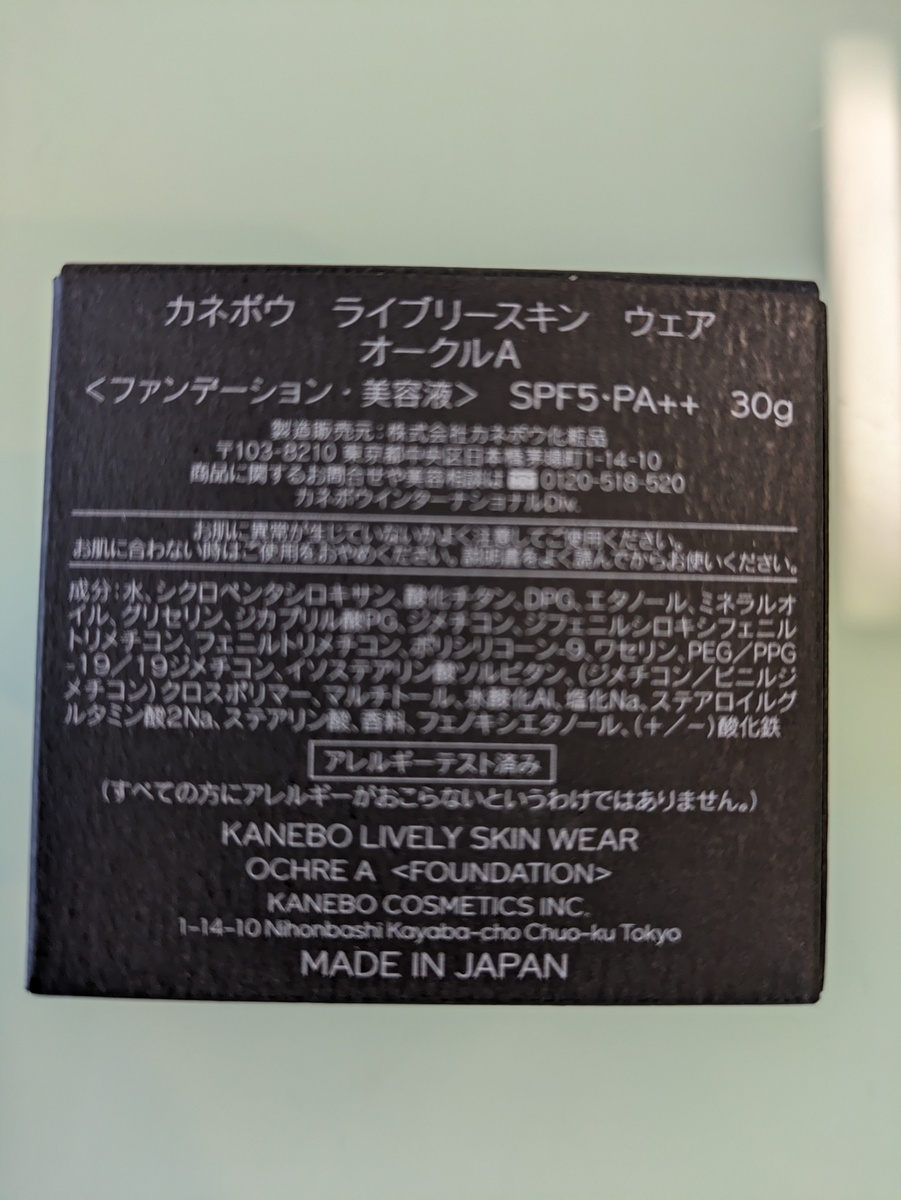 カネボウ ライブリースキン ウェア
オークルA
<ファンデーション・美容液> SPF5・PA++ 30g
製造販売元:株式会社カネボウ化粧品
〒103-8210 東京都中央区日本橋茅場町1-14-10
商品に関するお問合せや美容相談は☎0120-518-520
カネボウインターナショナルDiv.
お肌に異常が生じていないかよく注意してご使用ください。
お肌に合わない時はご使用をおやめください。説明書をよく読んでからお使いください。
成分:水、シクロペンタシロキサン、酸化チタン、DPG、エタノール、ミネラルオ
イル、グリセリン、ジカプリル酸PG、ジメチコン、ジフェニルシロキシフェニル
トリメチコン、フェニルトリメチコン、ポリシリコーン-9、ワセリン、PEG/PPG
-19/19ジメチコン、イソステアリン酸ソルビタン、(ジメチコン/ビニルジ
メチコン)クロスポリマー、マルチトール、水酸化Al、塩化Na、ステアロイルグ
ルタミン酸2Na、ステアリン酸、香料、フェノキシエタノール、(+/-)酸化鉄
アレルギーテスト済み
(すべての方にアレルギーがおこらないというわけではありません。)
KANEBO LIVELY SKIN WEAR
OCHRE A <FOUNDATION>
KANEBO COSMETICS INC.
1-14-10 Nihonbashi Kayaba-cho Chuo-ku Tokyo
MADE IN JAPAN